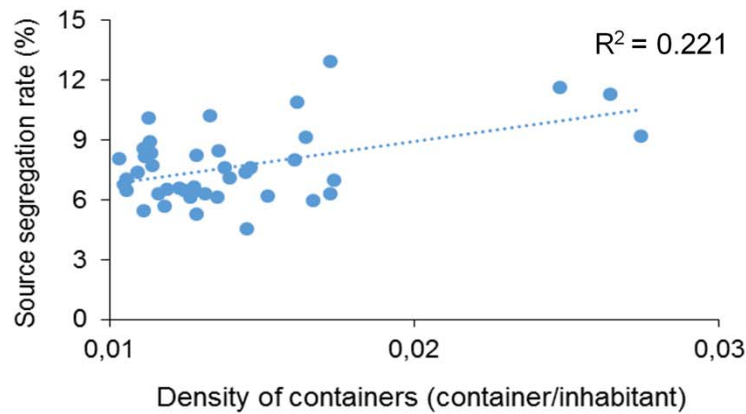 15
R² = 0.221
12
9
6
3
0
0,01 0,02 0,03
Source segregation rate (%)
Density of containers (container/inhabitant)